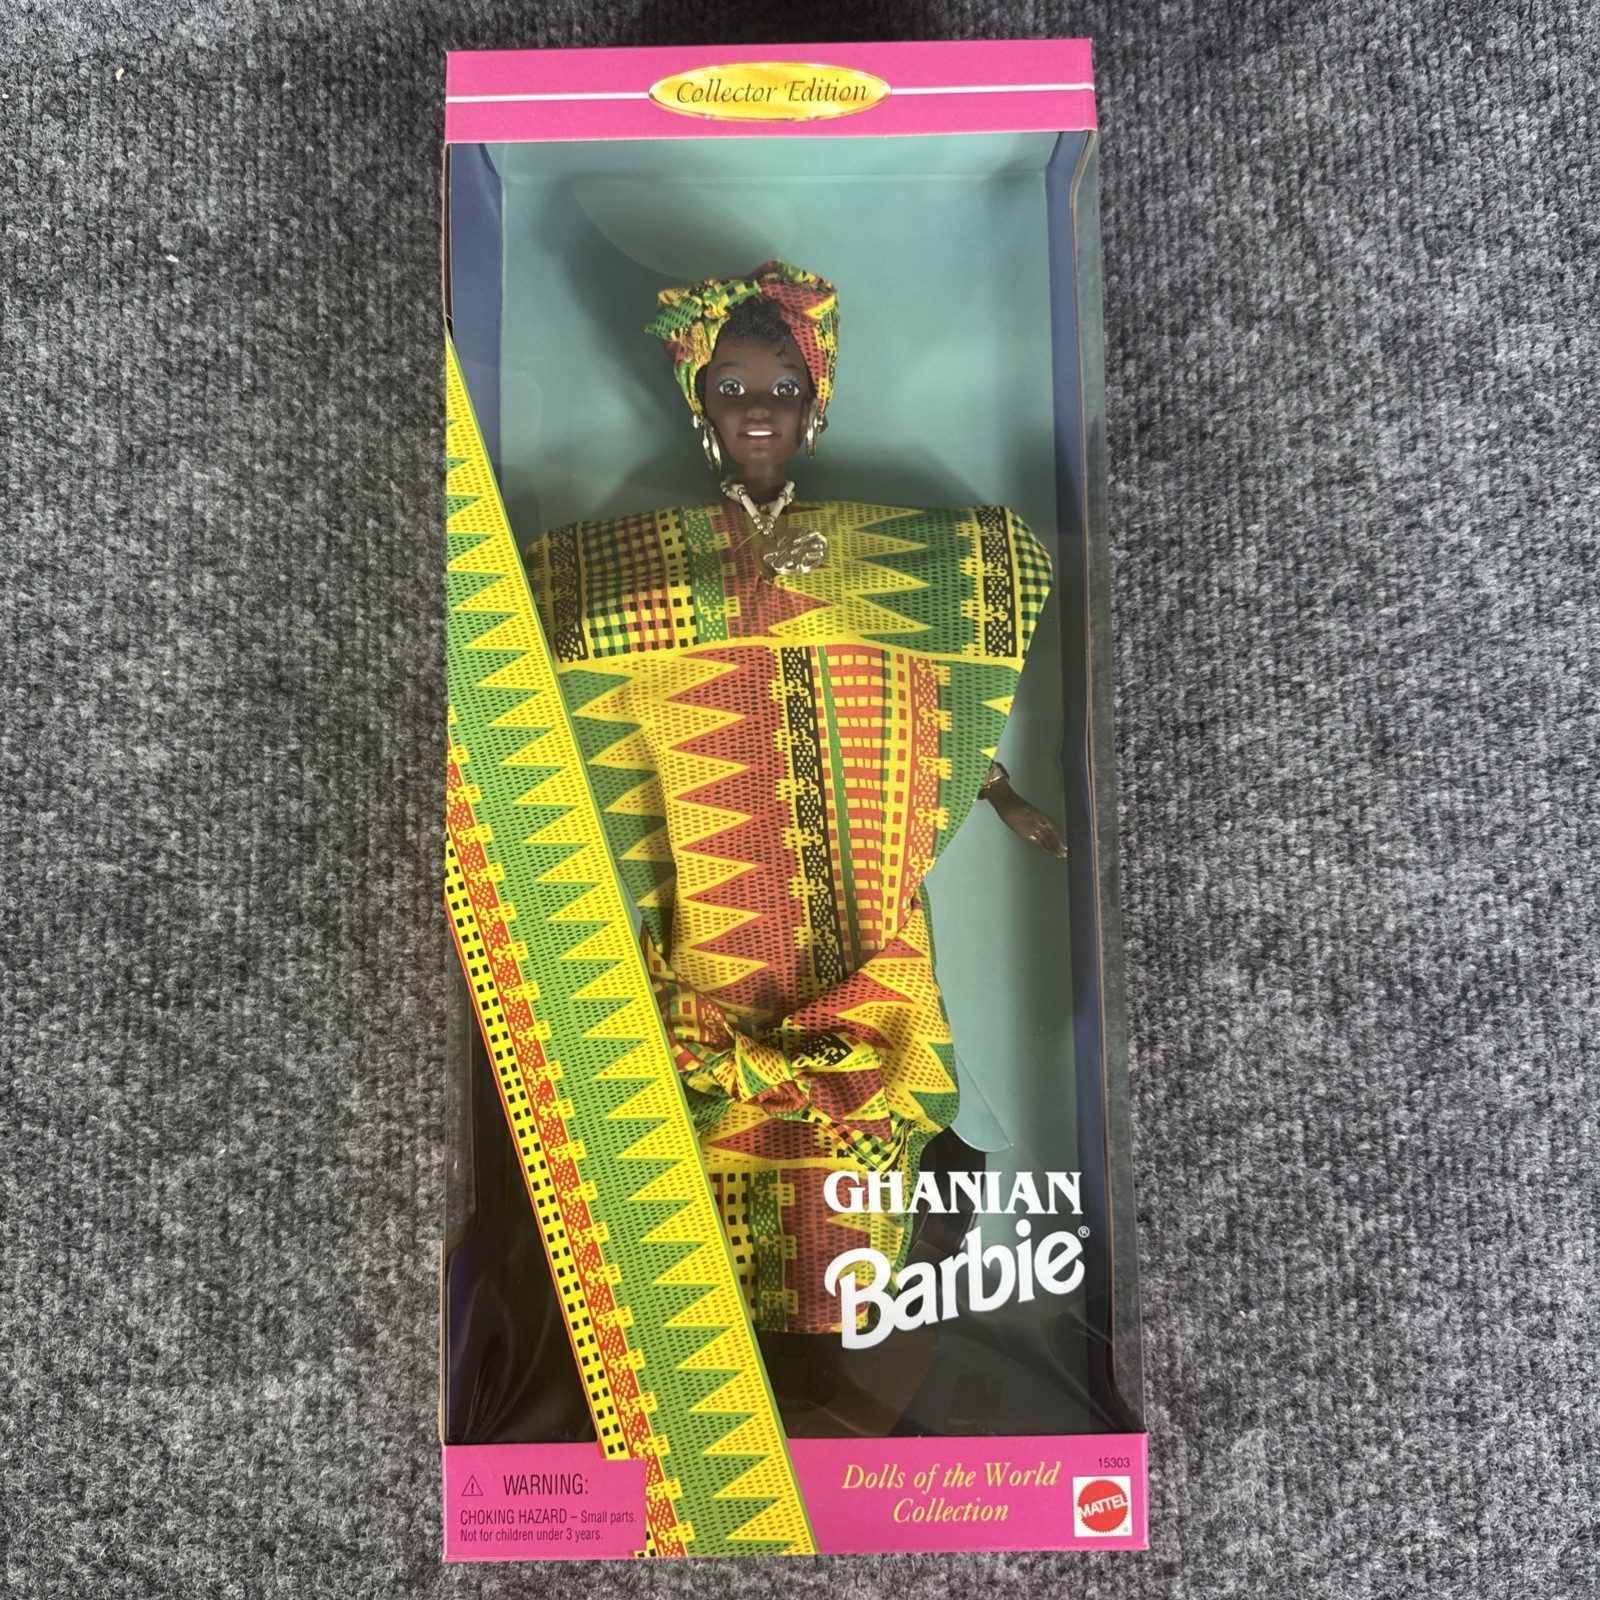 Collector Edition
GHANIAN
Barbie®
⚠ WARNING:
CHOKING HAZARD – Small parts.
Not for children under 3 years.
Dolls of the World
Collection
15303
MATTEL
®